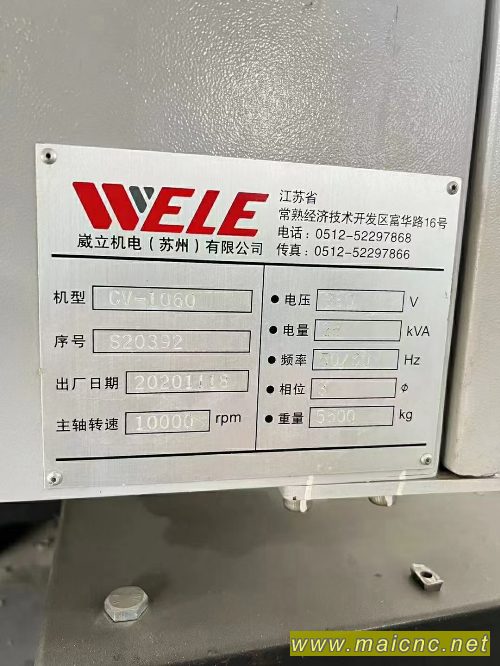 WELE
崴立机电（苏州）有限公司
江苏省
常熟经济技术开发区富华路16号
电话：0512-52297868
传真：0512-52297866
机型 CV-1060
序号 S20392
出厂日期 20201118
主轴转速 10000 rpm
● 电压 V
● 电量 kVA
● 频率 Hz
● 相位 3 Φ
● 重量 5500 kg
www.maicnc.net